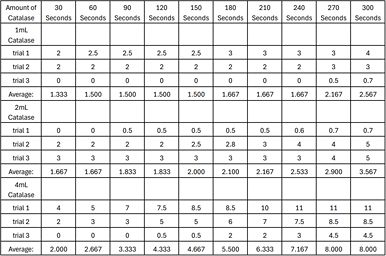 Amount of Catalase 30 Seconds 60 Seconds 90 Seconds 120 Seconds 150 Seconds 180 Seconds 210 Seconds 240 Seconds 270 Seconds 300 Seconds
1mL Catalase
trial 1 2 2.5 2.5 2.5 2.5 3 3 3 3 4
trial 2 2 2 2 2 2 2 2 2 3 3
trial 3 0 0 0 0 0 0 0 0 0.5 0.7
Average: 1.333 1.500 1.500 1.500 1.500 1.667 1.667 1.667 2.167 2.567
2mL Catalase
trial 1 0 0 0.5 0.5 0.5 0.5 0.5 0.6 0.7 0.7
trial 2 2 2 2 2 2.5 2.8 3 4 4 5
trial 3 3 3 3 3 3 3 3 3 4 5
Average: 1.667 1.667 1.833 1.833 2.000 2.100 2.167 2.533 2.900 3.567
4mL Catalase
trial 1 4 5 7 7.5 8.5 8.5 10 11 11 11
trial 2 2 3 3 5 5 6 7 7.5 8.5 8.5
trial 3 0 0 0 0.5 0.5 2 2 3 4.5 4.5
Average: 2.000 2.667 3.333 4.333 4.667 5.500 6.333 7.167 8.000 8.000